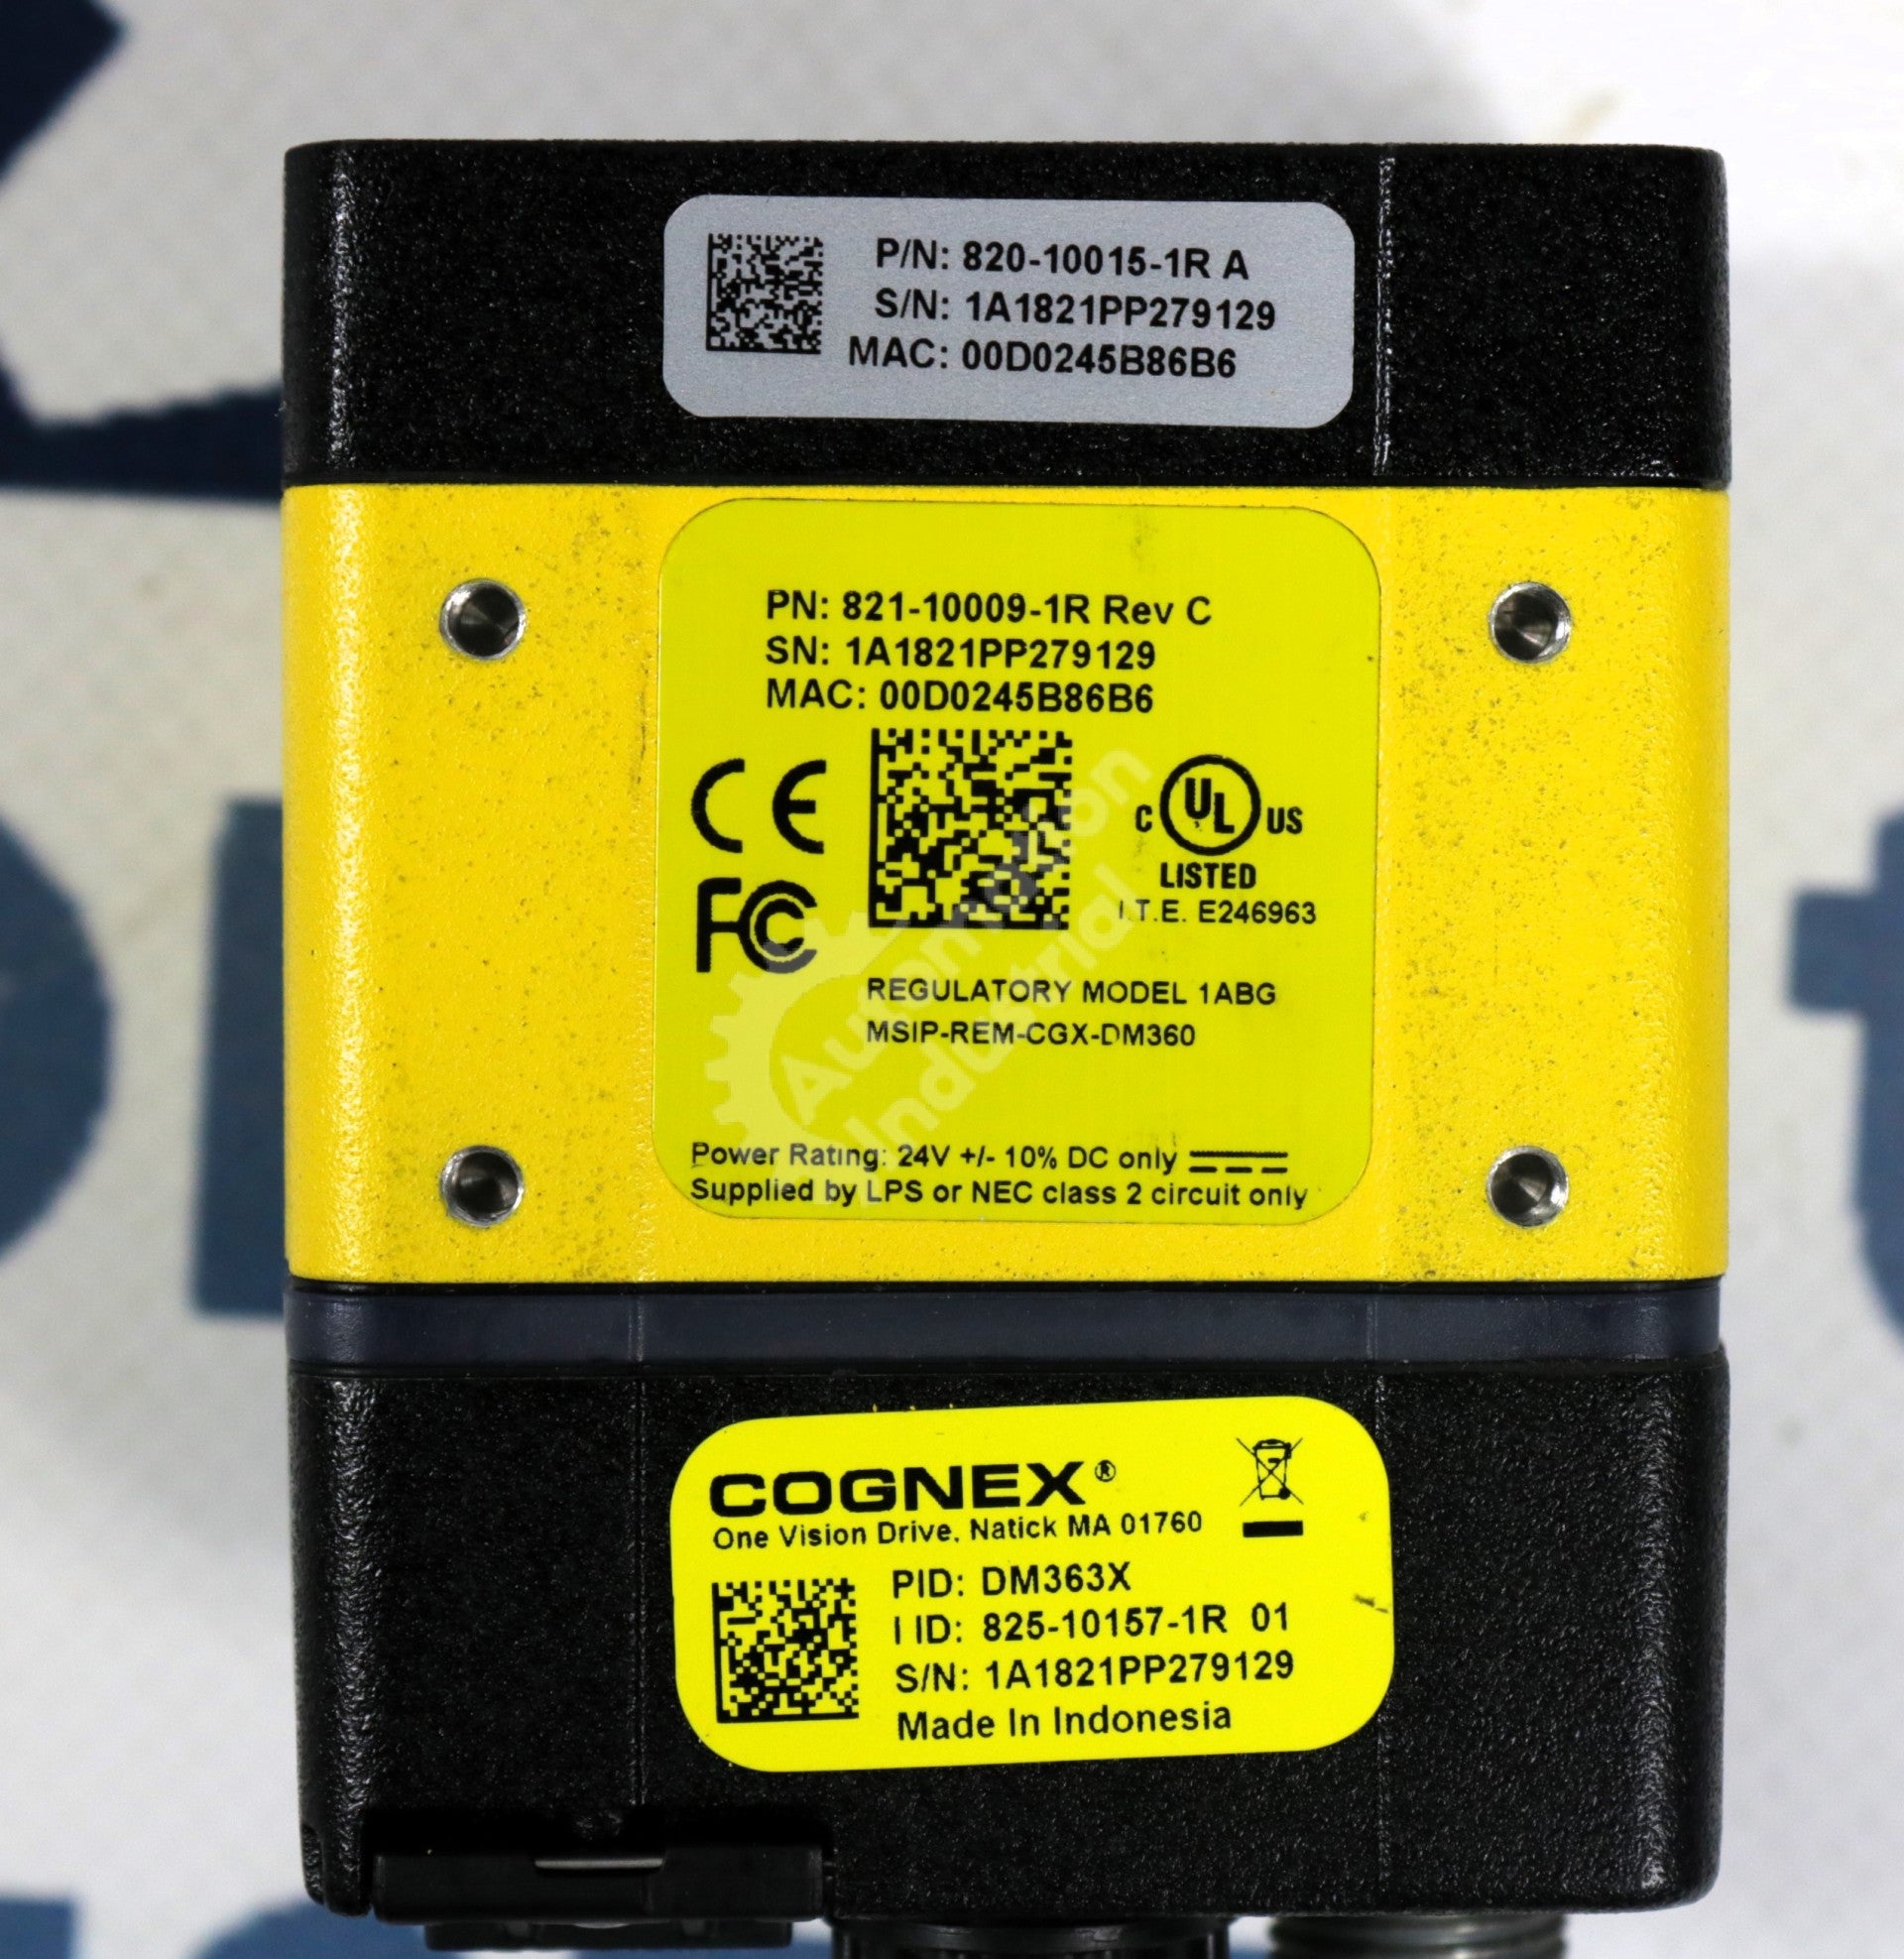 P/N: 820-10015-1R A
S/N: 1A1821PP279129
MAC: 00D0245B86B6
PN: 821-10009-1R Rev C
SN: 1A1821PP279129
MAC: 00D0245B86B6
CE
C UL US
LISTED
I.T.E. E246963
FC
REGULATORY MODEL 1ABG
MSIP-REM-CGX-DM360
Automation
Industrial
Power Rating: 24V +/- 10% DC only
Supplied by LPS or NEC class 2 circuit only
COGNEX®
One Vision Drive, Natick MA 01760
PID: DM363X
I ID: 825-10157-1R 01
S/N: 1A1821PP279129
Made In Indonesia